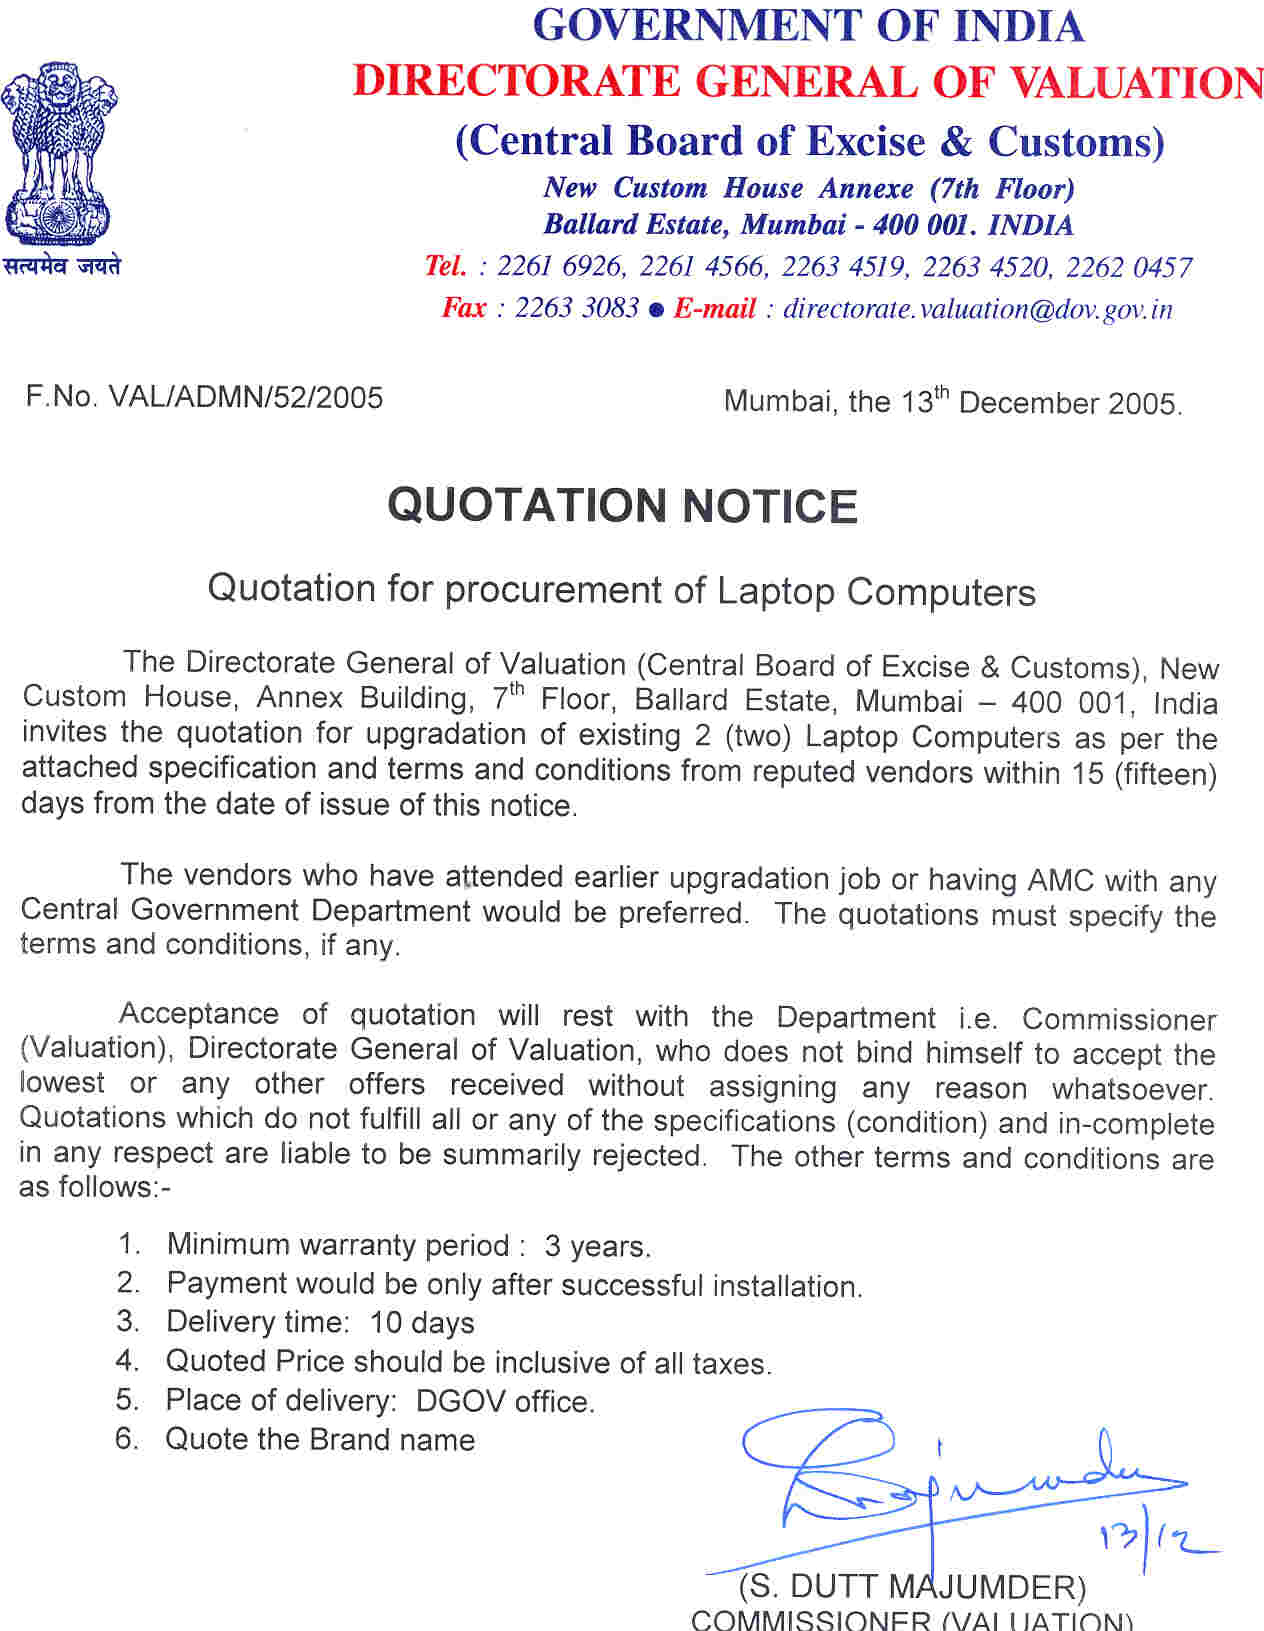 GOVERNMENT OF INDIA
DIRECTORATE GENERAL OF VALUATION
(Central Board of Excise & Customs)
New Custom House Annexe (7th Floor)
Ballard Estate, Mumbai - 400 001. INDIA
सत्यमेव जयते
Tel. : 2261 6926, 2261 4566, 2263 4519, 2263 4520, 2262 0457
Fax : 2263 3083 ● E-mail : directorate.valuation@dov.gov.in
F.No. VAL/ADMN/52/2005
Mumbai, the 13th December 2005.
QUOTATION NOTICE
Quotation for procurement of Laptop Computers
The Directorate General of Valuation (Central Board of Excise & Customs), New
Custom House, Annex Building, 7th Floor, Ballard Estate, Mumbai – 400 001, India
invites the quotation for upgradation of existing 2 (two) Laptop Computers as per the
attached specification and terms and conditions from reputed vendors within 15 (fifteen)
days from the date of issue of this notice.
The vendors who have attended earlier upgradation job or having AMC with any
Central Government Department would be preferred. The quotations must specify the
terms and conditions, if any.
Acceptance of quotation will rest with the Department i.e. Commissioner
(Valuation), Directorate General of Valuation, who does not bind himself to accept the
lowest or any other offers received without assigning any reason whatsoever.
Quotations which do not fulfill all or any of the specifications (condition) and in-complete
in any respect are liable to be summarily rejected. The other terms and conditions are
as follows:-
1. Minimum warranty period : 3 years.
2. Payment would be only after successful installation.
3. Delivery time: 10 days
4. Quoted Price should be inclusive of all taxes.
5. Place of delivery: DGOV office.
6. Quote the Brand name
13/12
(S. DUTT MAJUMDER)
COMMISSIONER (VALUATION)